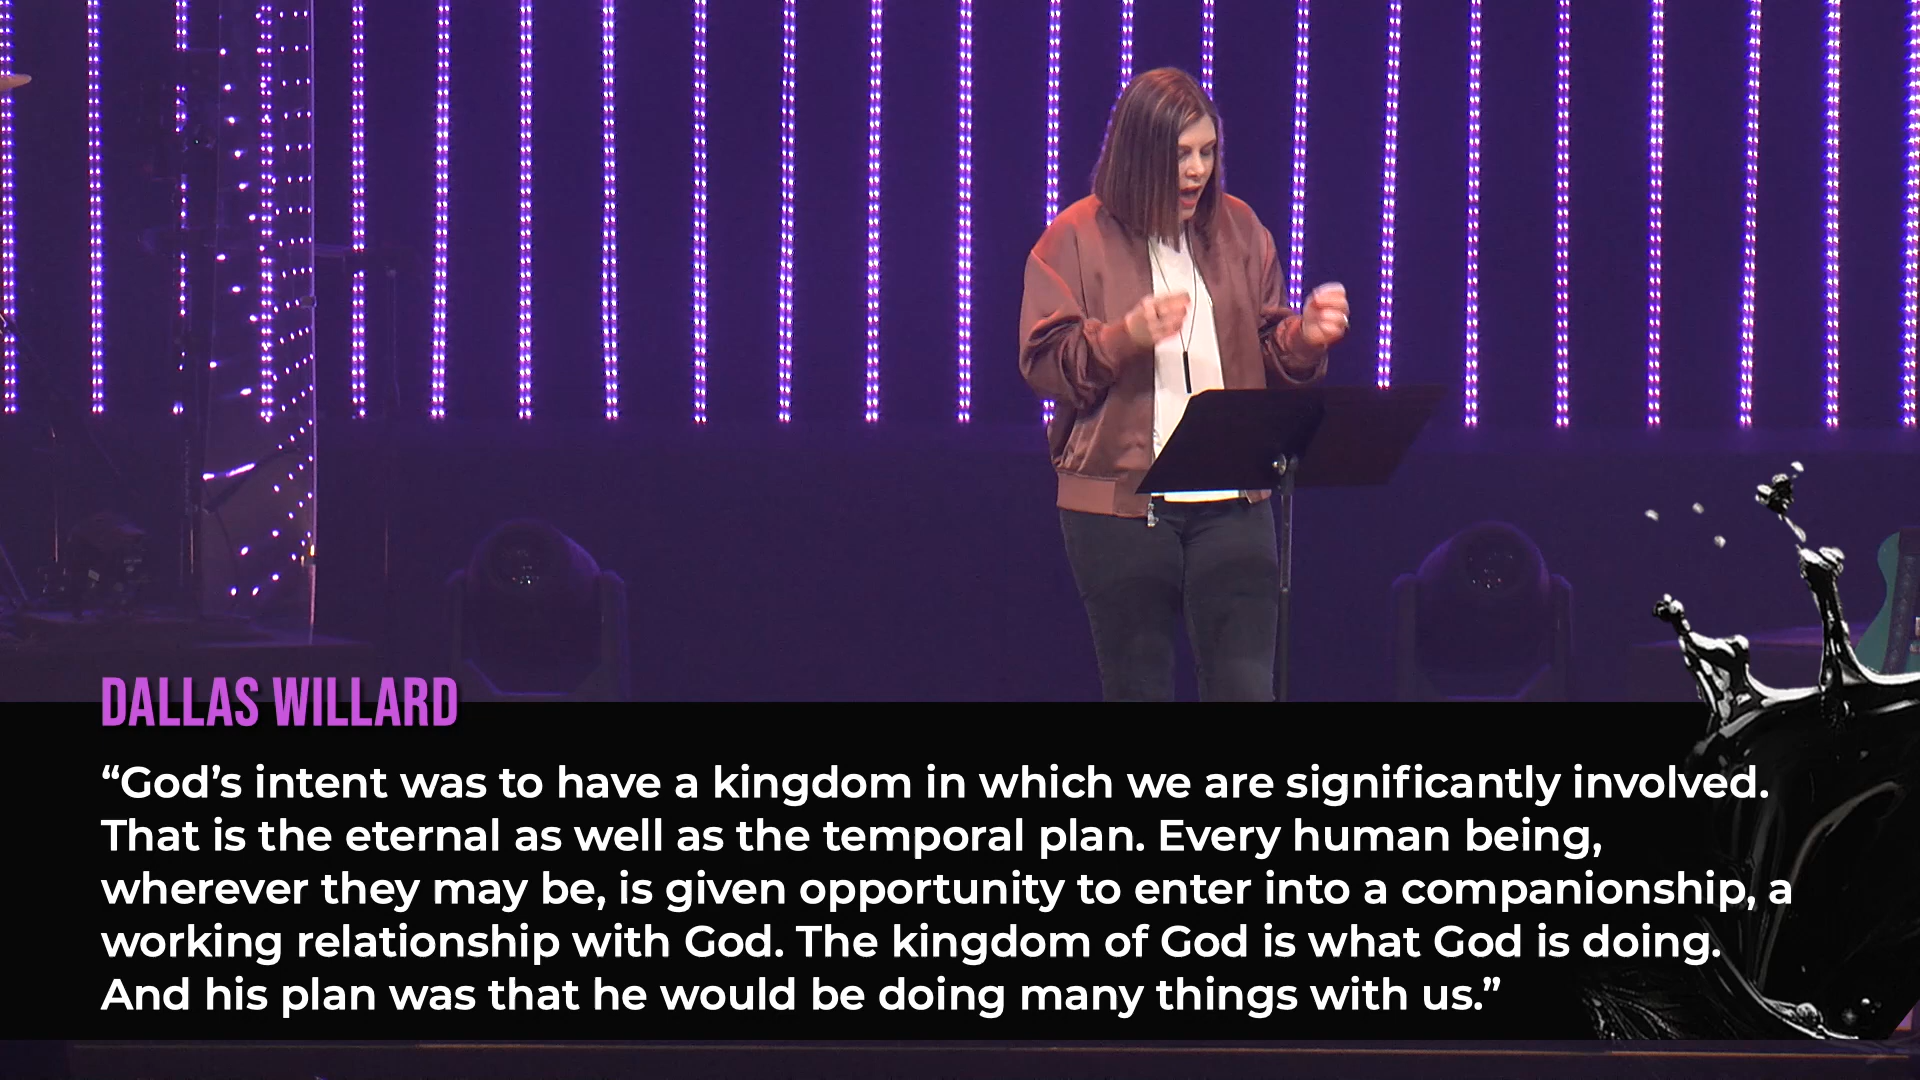 DALLAS WILLARD
“God’s intent was to have a kingdom in which we are significantly involved.
That is the eternal as well as the temporal plan. Every human being,
wherever they may be, is given opportunity to enter into a companionship, a
working relationship with God. The kingdom of God is what God is doing.
And his plan was that he would be doing many things with us.”